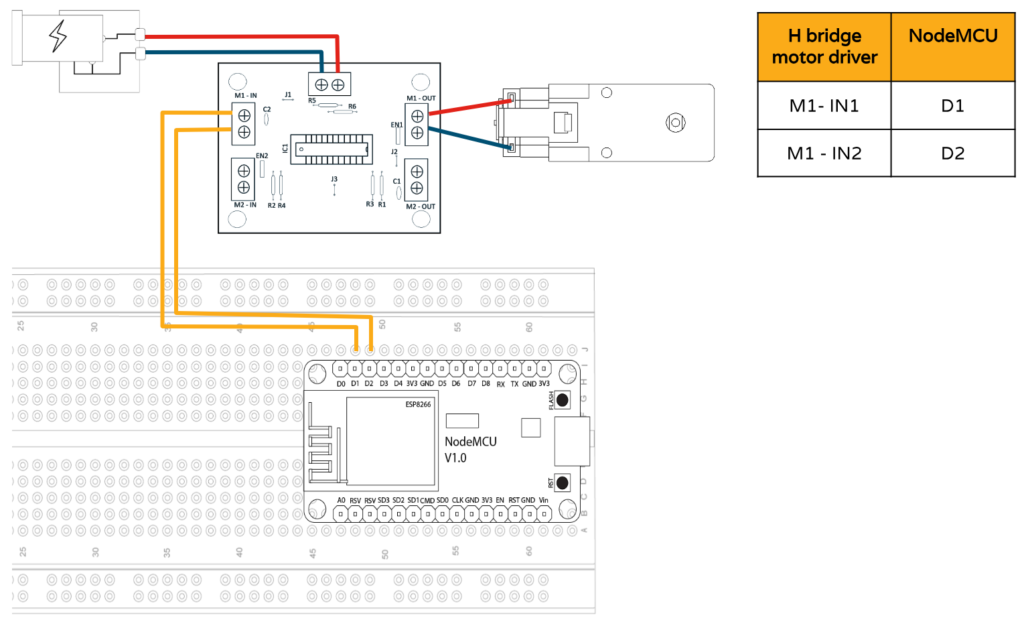 H bridge
motor driver
NodeMCU
M1- IN1
D1
M1 - IN2
D2
R5
R6
M1 - IN
J1
M1 - OUT
C2
EN1
IC1
J2
EN2
J3
C1
M2 - IN
R2 R4
R3 R1
M2 - OUT
25 30 35 40 45 50 55 60
J
I
H
G
F
D0 D1 D2 D3 D4 3V3 GND D5 D6 D7 D8 RX TX GND 3V3
ESP8266
FLASH
NodeMCU
V1.0
RST
D
C
B
A
A0 RSV RSV SD3 SD2 SD1 CMD SD0 CLK GND 3V3 EN RST GND Vin
25 30 35 40 45 50 55 60